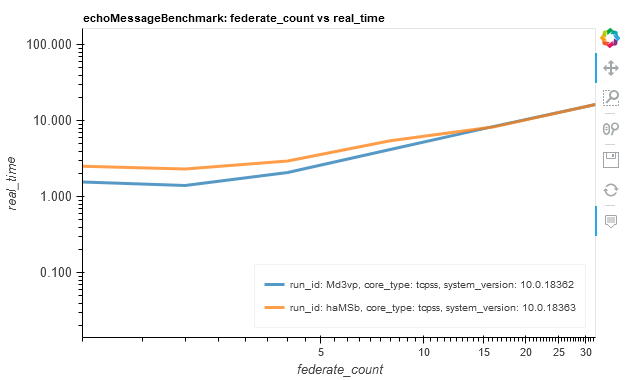 echoMessageBenchmark: federate_count vs real_time
100.000
10.000
1.000
0.100
real_time
run_id: Md3vp, core_type: tcpss, system_version: 10.0.18362
run_id: haMSb, core_type: tcpss, system_version: 10.0.18363
5 10 15 20 25 30
federate_count